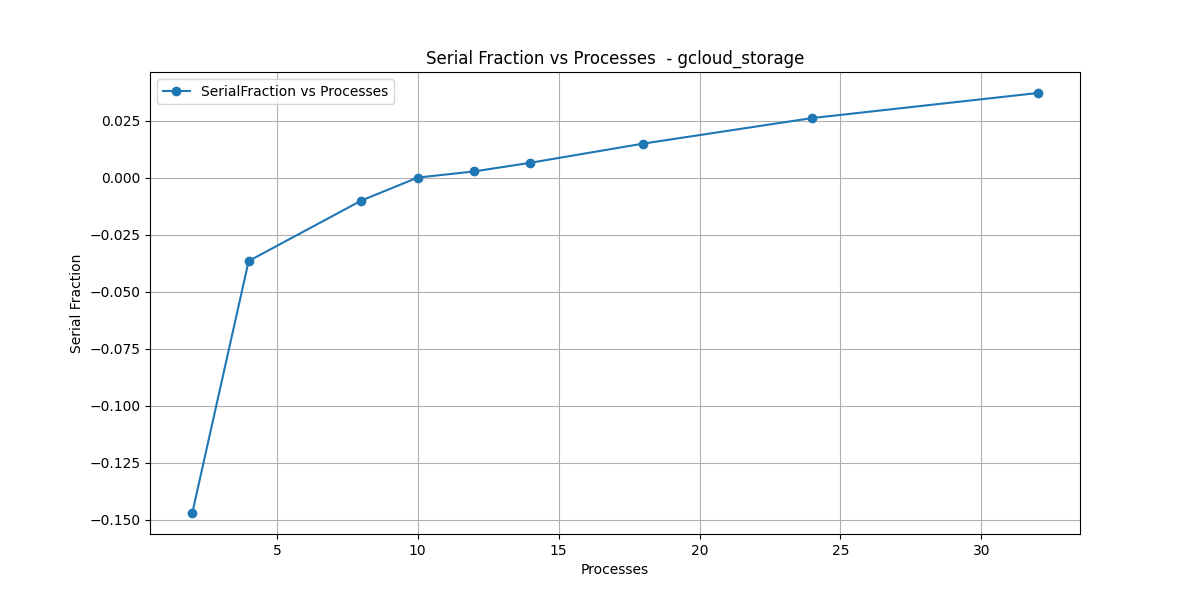 Serial Fraction vs Processes  - gcloud_storage
SerialFraction vs Processes
0.025
0.000
−0.025
−0.050
−0.075
−0.100
−0.125
−0.150
Serial Fraction
5 10 15 20 25 30
Processes